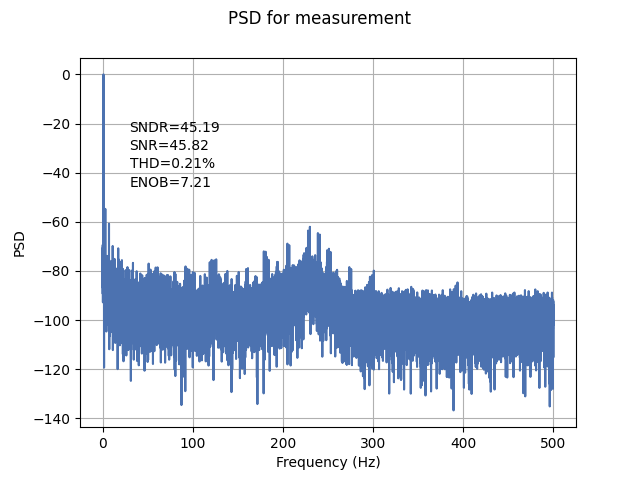 PSD for measurement
0
−20
−40
−60
−80
−100
−120
−140
PSD
SNDR=45.19
SNR=45.82
THD=0.21%
ENOB=7.21
0 100 200 300 400 500
Frequency (Hz)